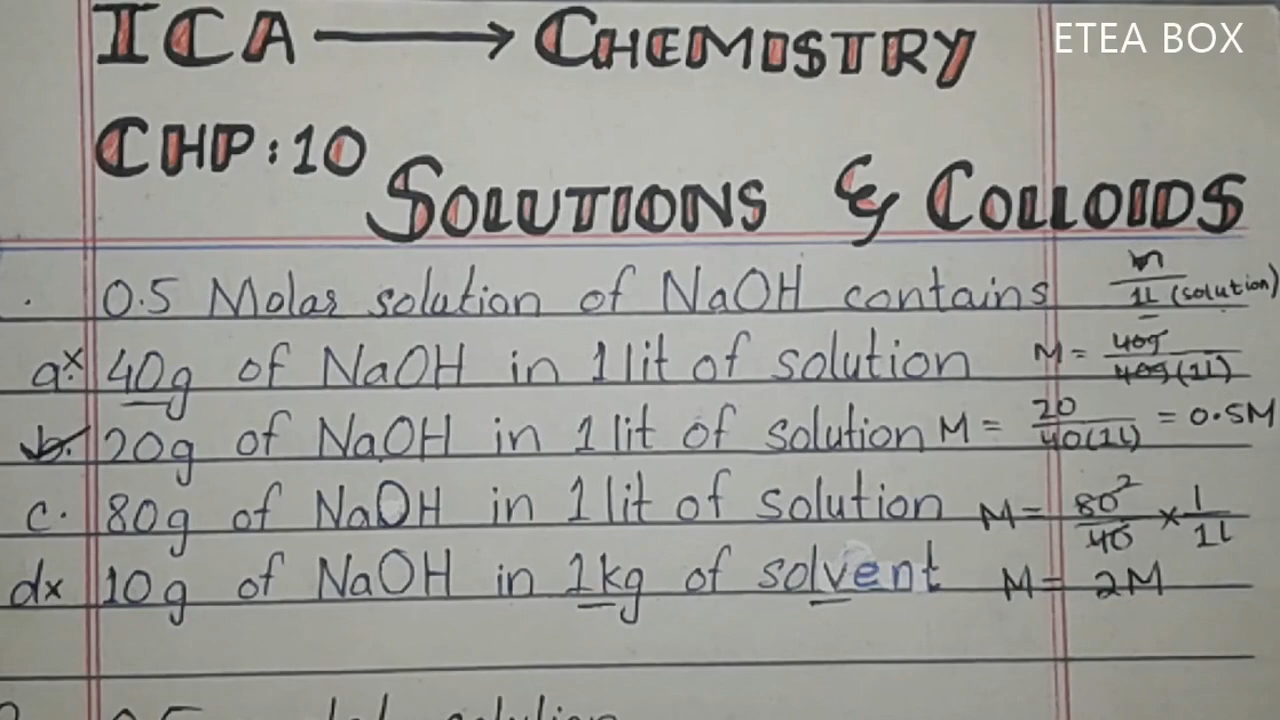 ETEA BOX
ICA → CHEMISTRY
CHP:10
SOLUTIONS & COLLOIDS
. 0.5 Molar solution of NaOH contains n/1L (solution)
a.x 40g of NaOH in 1 lit of solution M = 40g/40g(1L)
b. 20g of NaOH in 1 lit of solution M = 20/40(1L) = 0.5M
c. 80g of NaOH in 1 lit of solution M = 80²/40 × 1/1L
dx 10g of NaOH in 1kg of solvent M = 2M
solution